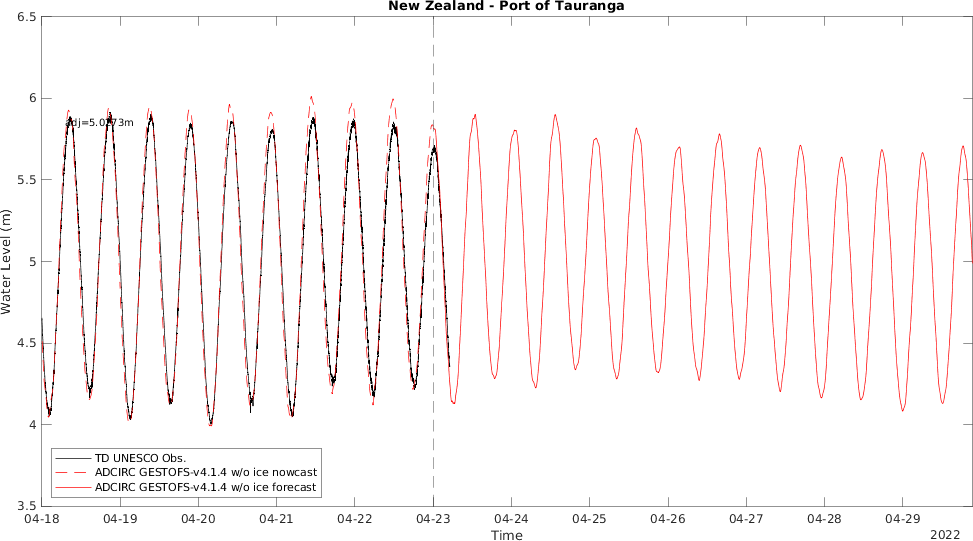 New Zealand - Port of Tauranga
6.5
6
5.5
5
4.5
4
3.5
Water Level (m)
adj=5.0273m
TD UNESCO Obs.
ADCIRC GESTOFS-v4.1.4 w/o ice nowcast
ADCIRC GESTOFS-v4.1.4 w/o ice forecast
04-18 04-19 04-20 04-21 04-22 04-23 04-24 04-25 04-26 04-27 04-28 04-29
Time
2022